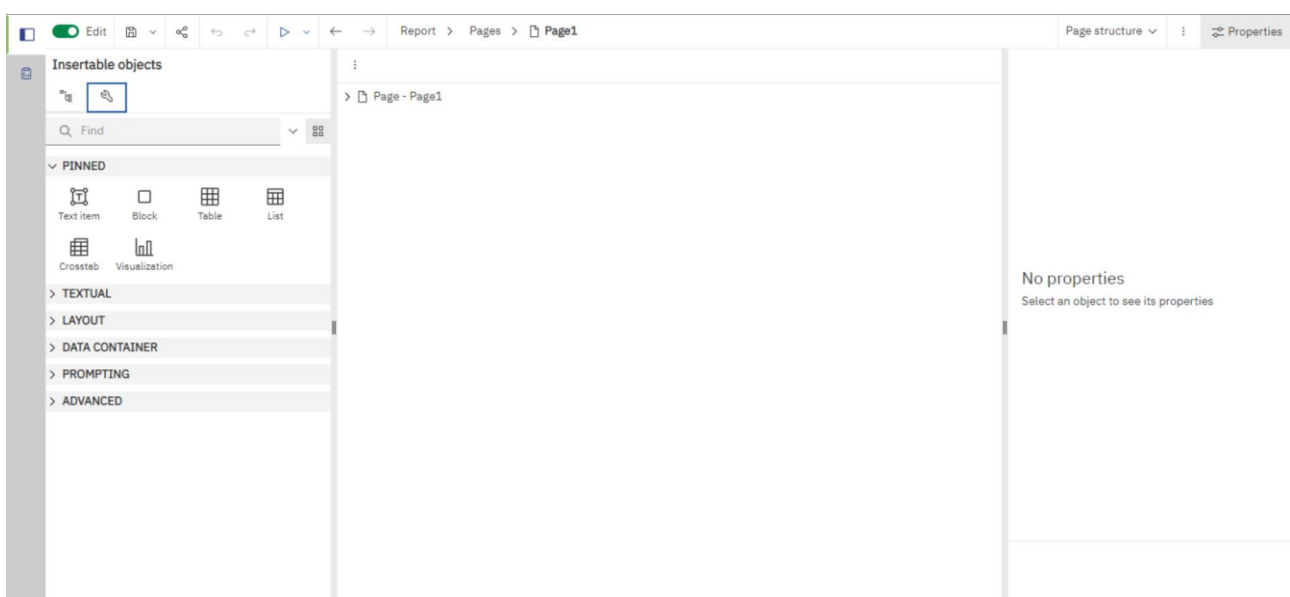 Edit
Report > Pages > Page1
Page structure
Properties
Insertable objects
Find
PINNED
Text item Block Table List
Crosstab Visualization
TEXTUAL
LAYOUT
DATA CONTAINER
PROMPTING
ADVANCED
Page - Page1
No properties
Select an object to see its properties